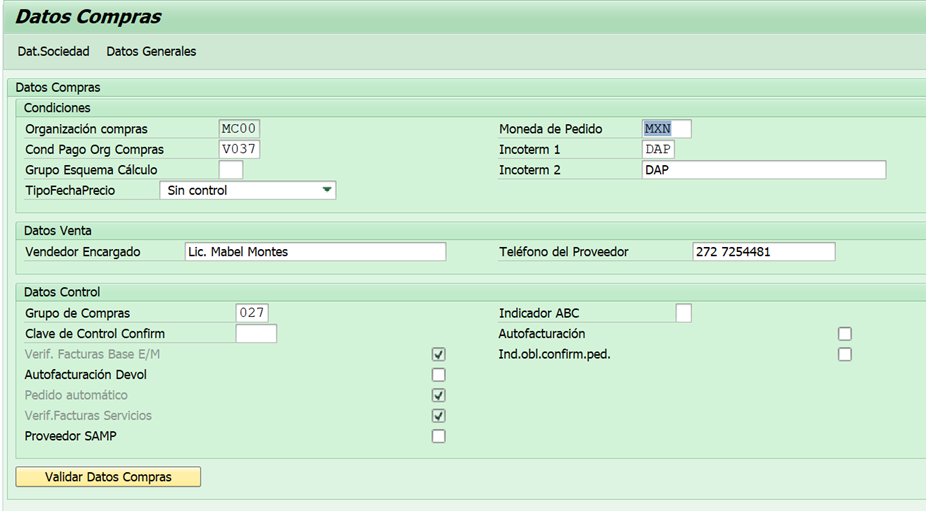 Datos Compras
Dat.Sociedad Datos Generales
Datos Compras
Condiciones
Organización compras MC00 Moneda de Pedido MXN
Cond Pago Org Compras V037 Incoterm 1 DAP
Grupo Esquema Cálculo Incoterm 2 DAP
TipoFechaPrecio Sin control
Datos Venta
Vendedor Encargado Lic. Mabel Montes Teléfono del Proveedor 272 7254481
Datos Control
Grupo de Compras 027 Indicador ABC
Clave de Control Confirm Autofacturación
Verif. Facturas Base E/M Ind.obl.confirm.ped.
Autofacturación Devol
Pedido automático
Verif.Facturas Servicios
Proveedor SAMP
Validar Datos Compras